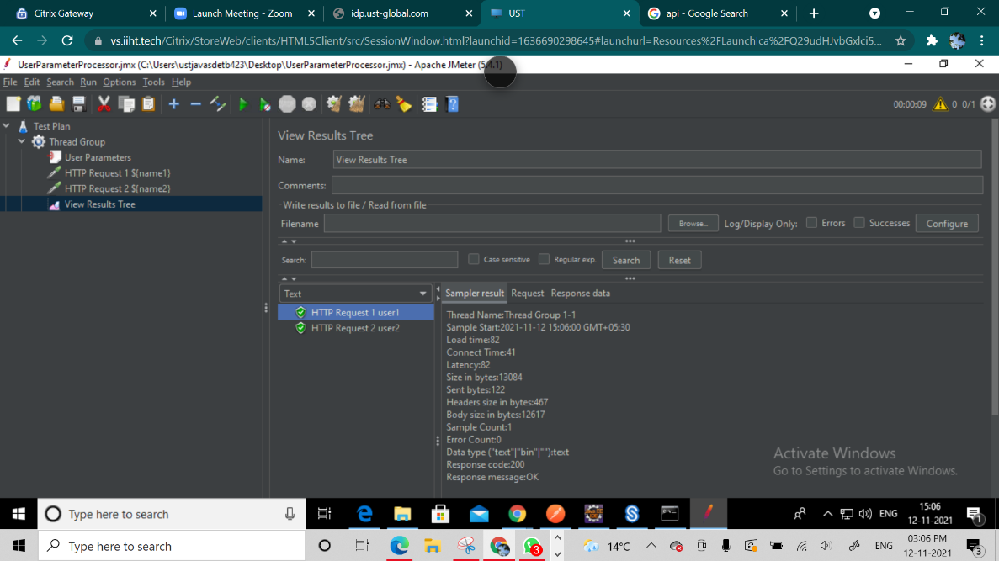 Citrix Gateway
Launch Meeting - Zoom
idp.ust-global.com
UST
api - Google Search
vs.iiht.tech/Citrix/StoreWeb/clients/HTML5Client/src/SessionWindow.html?launchid=1636690298645#launchurl=Resources%2FLaunchIca%2FQ29udHJvbGxlci5...
UserParameterProcessor.jmx (C:\Users\ustjavasdetb423\Desktop\UserParameterProcessor.jmx) - Apache JMeter (5.4.1)
File Edit Search Run Options Tools Help
00:00:09 0 0/1
Test Plan
Thread Group
User Parameters
HTTP Request 1 ${name1}
HTTP Request 2 ${name2}
View Results Tree
View Results Tree
Name: View Results Tree
Comments:
Write results to file / Read from file
Filename Browse... Log/Display Only: Errors Successes Configure
Search: Case sensitive Regular exp. Search Reset
Text
HTTP Request 1 user1
HTTP Request 2 user2
Sampler result Request Response data
Thread Name:Thread Group 1-1
Sample Start:2021-11-12 15:06:00 GMT+05:30
Load time:82
Connect Time:41
Latency:82
Size in bytes:13084
Sent bytes:122
Headers size in bytes:467
Body size in bytes:12617
Sample Count:1
Error Count:0
Data type ("text"|"bin"|""):text
Response code:200
Response message:OK
Activate Windows
Go to Settings to activate Windows.
Type here to search
ENG
15:06
12-11-2021
1
Type here to search
3
14°C
ENG
03:06 PM
12-11-2021
3